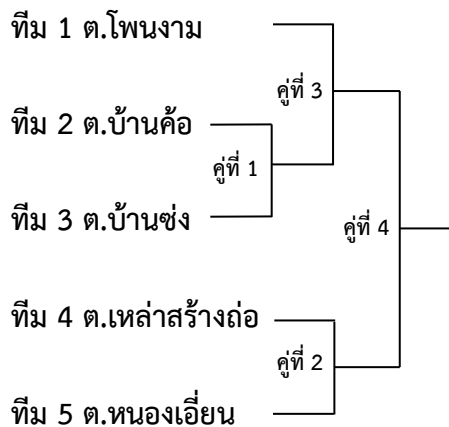 ทีม 1 ต.โพนงาม
คู่ที่ 3
ทีม 2 ต.บ้านค้อ
คู่ที่ 1
ทีม 3 ต.บ้านซ่ง
คู่ที่ 4
ทีม 4 ต.เหล่าสร้างถ่อ
คู่ที่ 2
ทีม 5 ต.หนองเอี่ยน